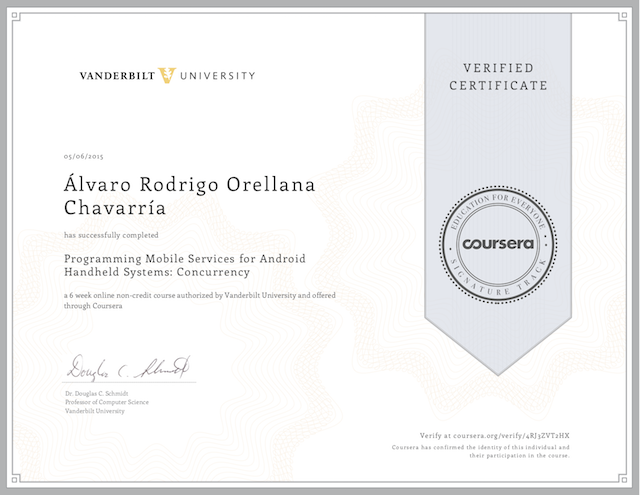 VANDERBILT V UNIVERSITY
VERIFIED
CERTIFICATE
05/06/2015
Álvaro Rodrigo Orellana
Chavarría
has successfully completed
Programming Mobile Services for Android
Handheld Systems: Concurrency
a 6 week online non-credit course authorized by Vanderbilt University and offered
through Coursera
EDUCATION FOR EVERYONE
coursera
SIGNATURE TRACK
Douglas C. Schmidt
Dr. Douglas C. Schmidt
Professor of Computer Science
Vanderbilt University
Verify at coursera.org/verify/4RJ3ZVT2HX
Coursera has confirmed the identity of this individual and
their participation in the course.